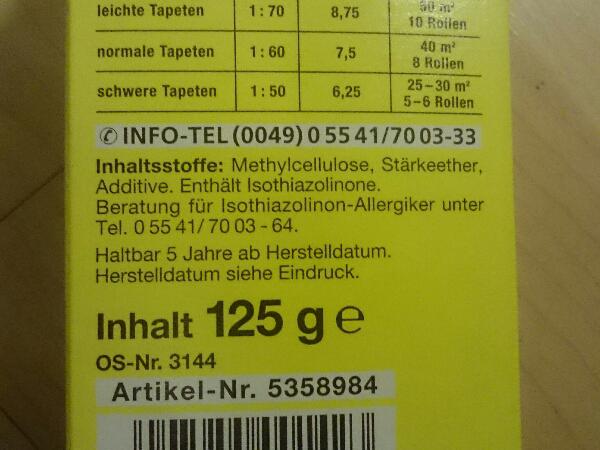 leichte Tapeten 1:70 8,75 50 m² 10 Rollen
normale Tapeten 1:60 7,5 40 m² 8 Rollen
schwere Tapeten 1:50 6,25 25–30 m² 5–6 Rollen
✆ INFO-TEL (0049) 0 55 41/70 03-33
Inhaltsstoffe: Methylcellulose, Stärkeether,
Additive. Enthält Isothiazolinone.
Beratung für Isothiazolinon-Allergiker unter
Tel. 0 55 41/ 70 03 - 64.
Haltbar 5 Jahre ab Herstelldatum.
Herstelldatum siehe Eindruck.
Inhalt 125 g e
OS-Nr. 3144
Artikel-Nr. 5358984